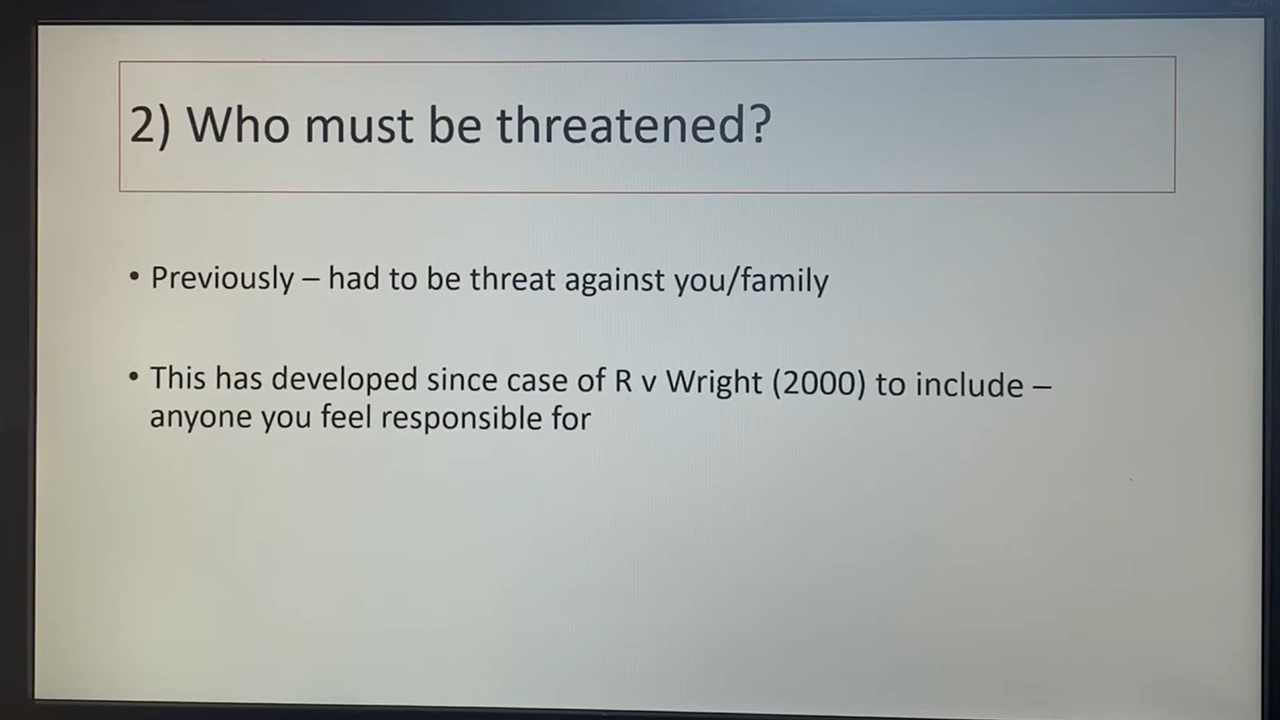 2) Who must be threatened?
• Previously – had to be threat against you/family
• This has developed since case of R v Wright (2000) to include –
anyone you feel responsible for